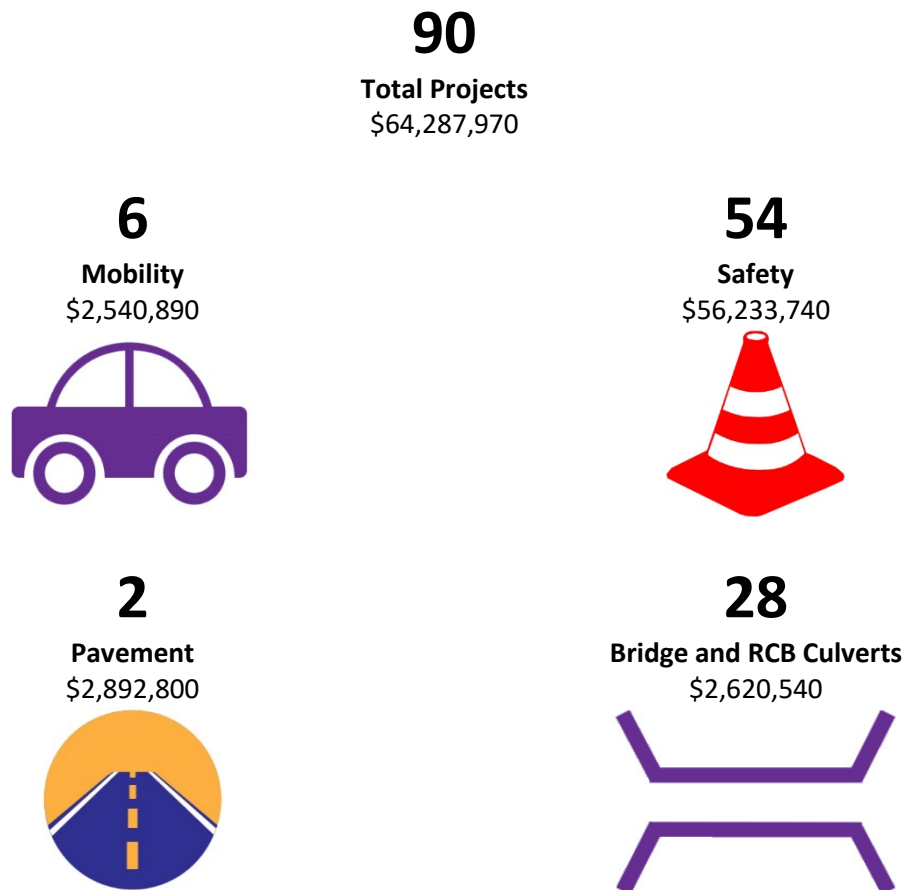 90
Total Projects
$64,287,970
6
Mobility
$2,540,890
54
Safety
$56,233,740
2
Pavement
$2,892,800
28
Bridge and RCB Culverts
$2,620,540